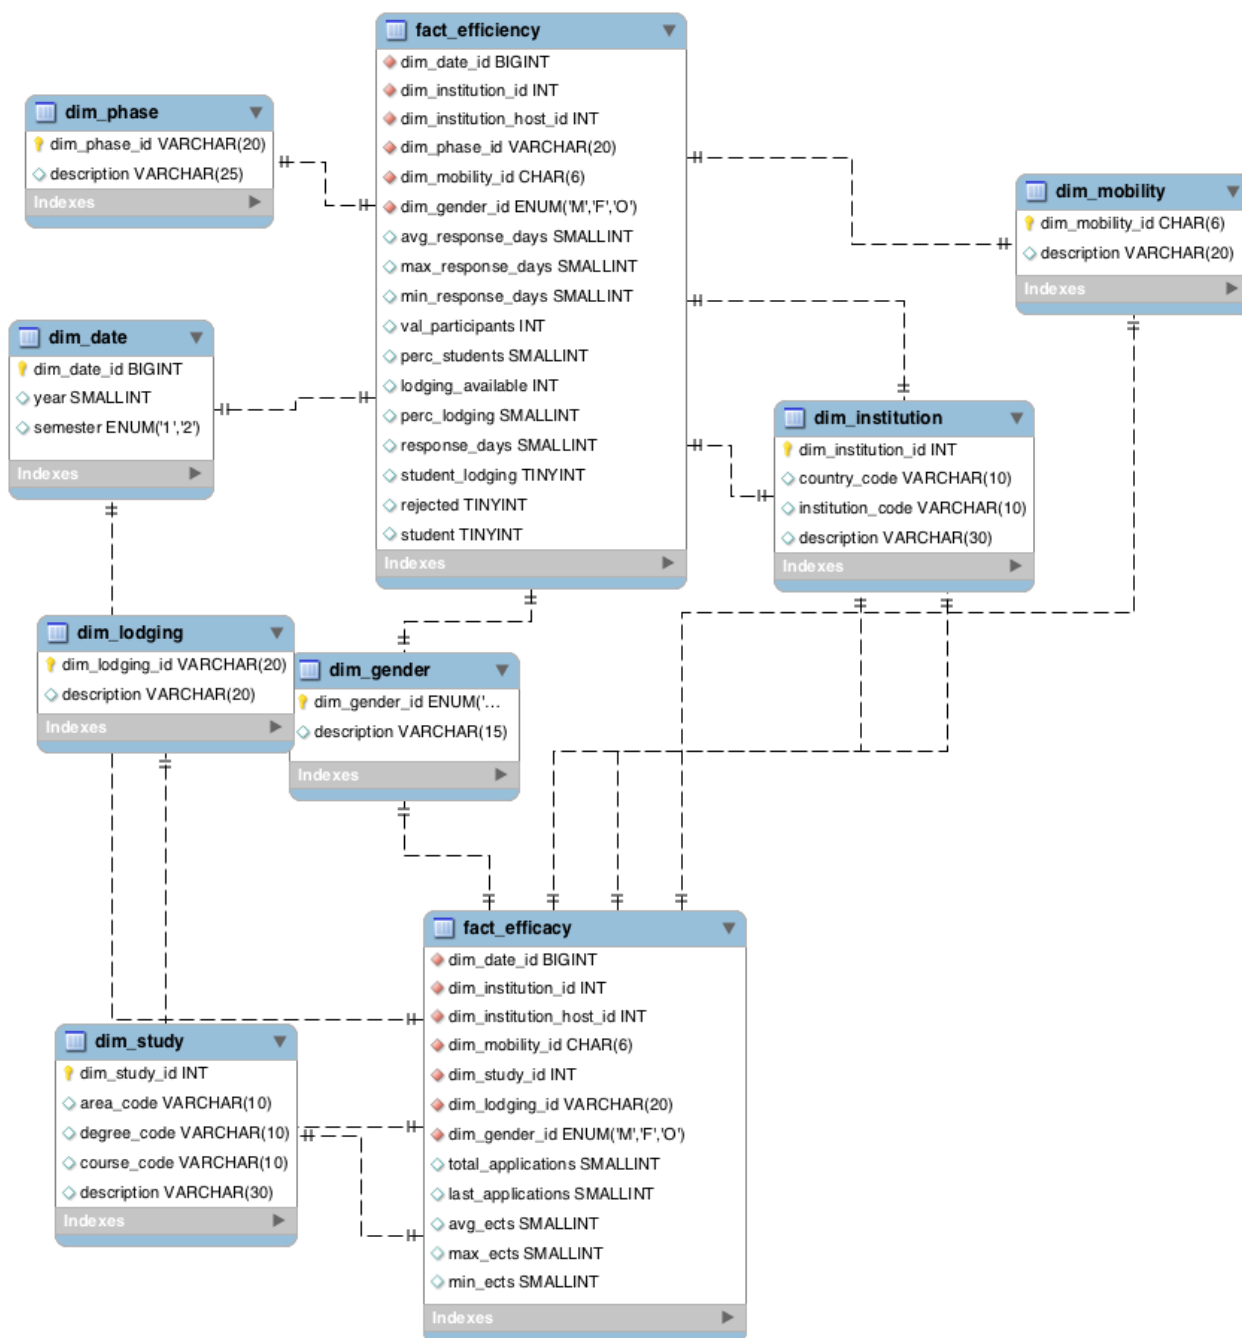 fact_efficiency
dim_date_id BIGINT
dim_institution_id INT
dim_institution_host_id INT
dim_phase_id VARCHAR(20)
dim_mobility_id CHAR(6)
dim_gender_id ENUM('M','F','O')
avg_response_days SMALLINT
max_response_days SMALLINT
min_response_days SMALLINT
val_participants INT
perc_students SMALLINT
lodging_available INT
perc_lodging SMALLINT
response_days SMALLINT
student_lodging TINYINT
rejected TINYINT
student TINYINT
Indexes
dim_phase
dim_phase_id VARCHAR(20)
description VARCHAR(25)
Indexes
dim_mobility
dim_mobility_id CHAR(6)
description VARCHAR(20)
Indexes
dim_date
dim_date_id BIGINT
year SMALLINT
semester ENUM('1','2')
Indexes
dim_institution
dim_institution_id INT
country_code VARCHAR(10)
institution_code VARCHAR(10)
description VARCHAR(30)
Indexes
dim_lodging
dim_lodging_id VARCHAR(20)
description VARCHAR(20)
Indexes
dim_gender
dim_gender_id ENUM('...
description VARCHAR(15)
Indexes
fact_efficacy
dim_date_id BIGINT
dim_institution_id INT
dim_institution_host_id INT
dim_mobility_id CHAR(6)
dim_study_id INT
dim_lodging_id VARCHAR(20)
dim_gender_id ENUM('M','F','O')
total_applications SMALLINT
last_applications SMALLINT
avg_ects SMALLINT
max_ects SMALLINT
min_ects SMALLINT
Indexes
dim_study
dim_study_id INT
area_code VARCHAR(10)
degree_code VARCHAR(10)
course_code VARCHAR(10)
description VARCHAR(30)
Indexes